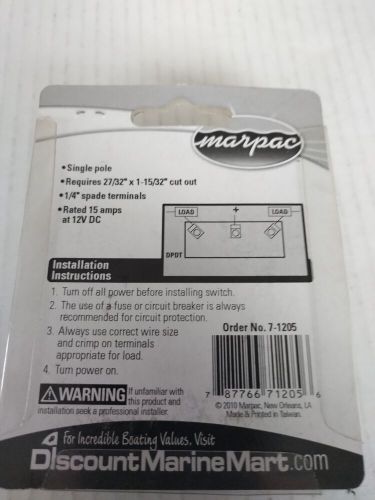 marpac
•Single pole
•Requires 27/32" x 1-15/32" cut out
•1/4" spade terminals
•Rated 15 amps
at 12V DC
LOAD + LOAD
DPDT
Installation
Instructions
1. Turn off all power before installing switch.
2. The use of a fuse or circuit breaker is always
recommended for circuit protection.
3. Always use correct wire size
and crimp on terminals
appropriate for load.
4. Turn power on.
Order No. 7-1205
7 87766 71205 6
WARNING If unfamiliar with
this product and
installation seek a professional installer.
© 2010 Marpac, New Orleans, LA
Made & Printed in Taiwan.
for Incredible Boating Values, Visit
DiscountMarineMart.com